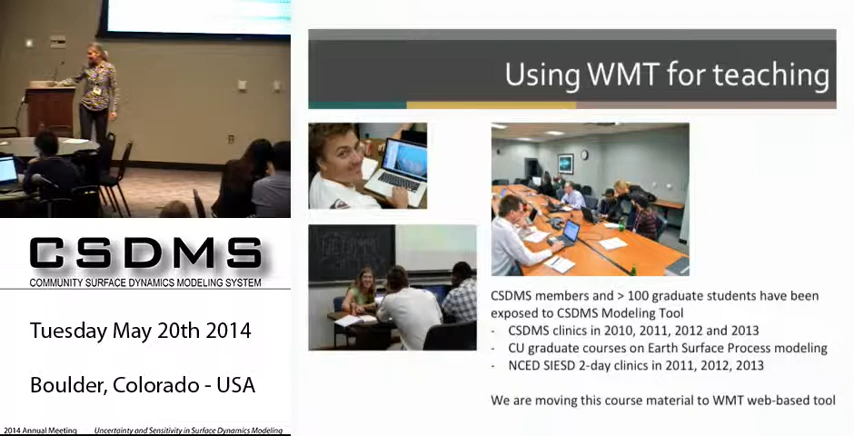 CSDMS
COMMUNITY SURFACE DYNAMICS MODELING SYSTEM
Tuesday May 20th 2014
Boulder, Colorado - USA
2014 Annual Meeting Uncertainty and Sensitivity in Surface Dynamics Modeling
Using WMT for teaching
CSDMS members and > 100 graduate students have been
exposed to CSDMS Modeling Tool
- CSDMS clinics in 2010, 2011, 2012 and 2013
- CU graduate courses on Earth Surface Process modeling
- NCED SIESD 2-day clinics in 2011, 2012, 2013
We are moving this course material to WMT web-based tool